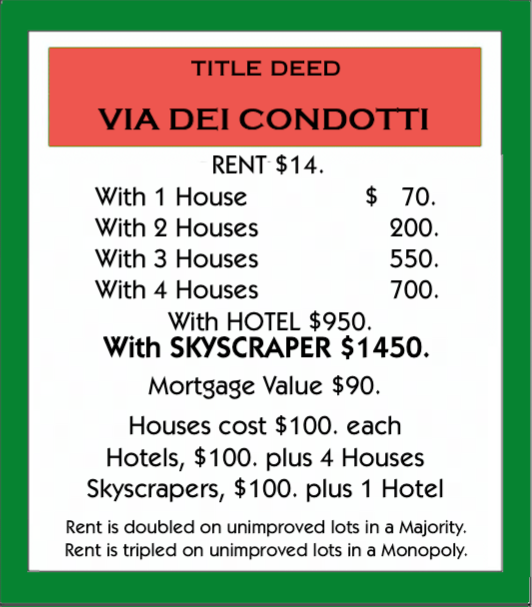 TITLE DEED
VIA DEI CONDOTTI
RENT $14.
With 1 House $ 70.
With 2 Houses 200.
With 3 Houses 550.
With 4 Houses 700.
With HOTEL $950.
With SKYSCRAPER $1450.
Mortgage Value $90.
Houses cost $100. each
Hotels, $100. plus 4 Houses
Skyscrapers, $100. plus 1 Hotel
Rent is doubled on unimproved lots in a Majority.
Rent is tripled on unimproved lots in a Monopoly.